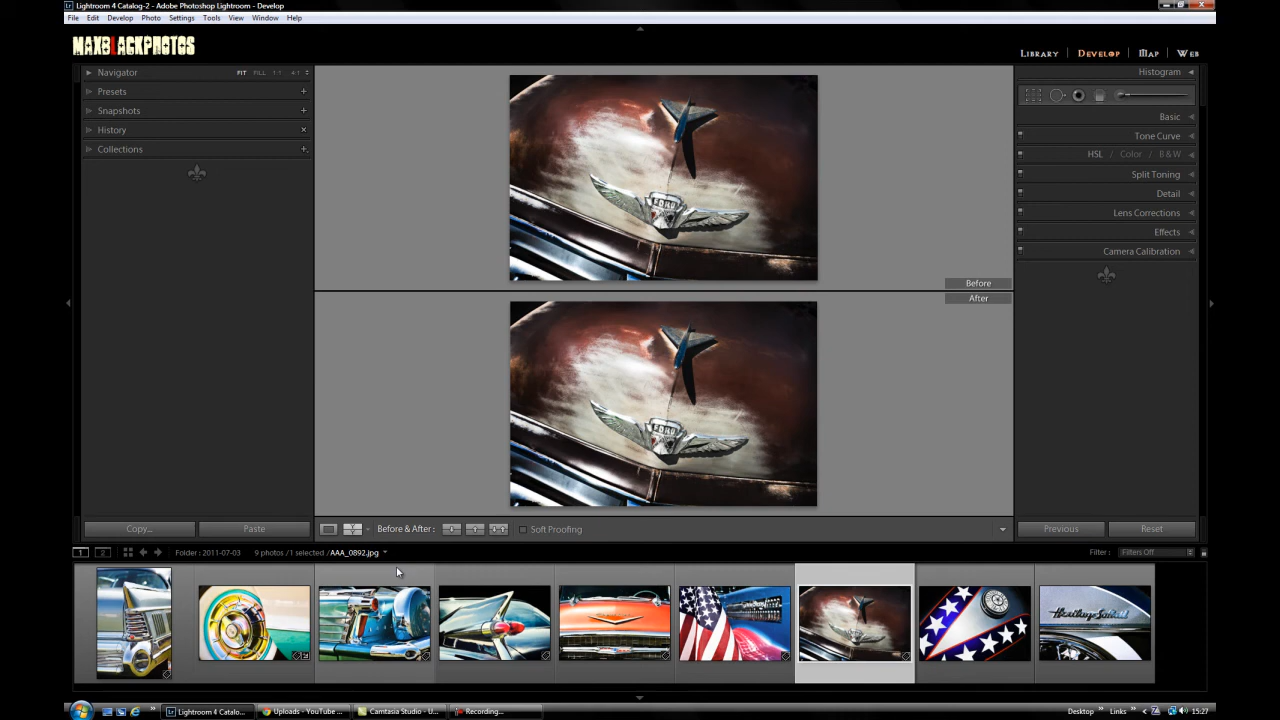 Lightroom 4 Catalog-2 - Adobe Photoshop Lightroom - Develop
File Edit Develop Photo Settings Tools View Window Help
MAXBLACKPHOTOS
Library | Develop | Map | Web
Navigator FIT FILL 1:1 4:1
Presets
Snapshots
History
Collections
Histogram
Basic
Tone Curve
HSL / Color / B & W
Split Toning
Detail
Lens Corrections
Effects
Camera Calibration
FORD
Before
After
FORD
Copy... Paste
Before & After : Soft Proofing
Previous Reset
1 2 Folder : 2011-07-03 9 photos /1 selected /AAA_0892.jpg
Filter : Filters Off
Lightroom 4 Catalo... Uploads - YouTube ... Camtasia Studio - U... Recording...
Desktop » Links » 15:27